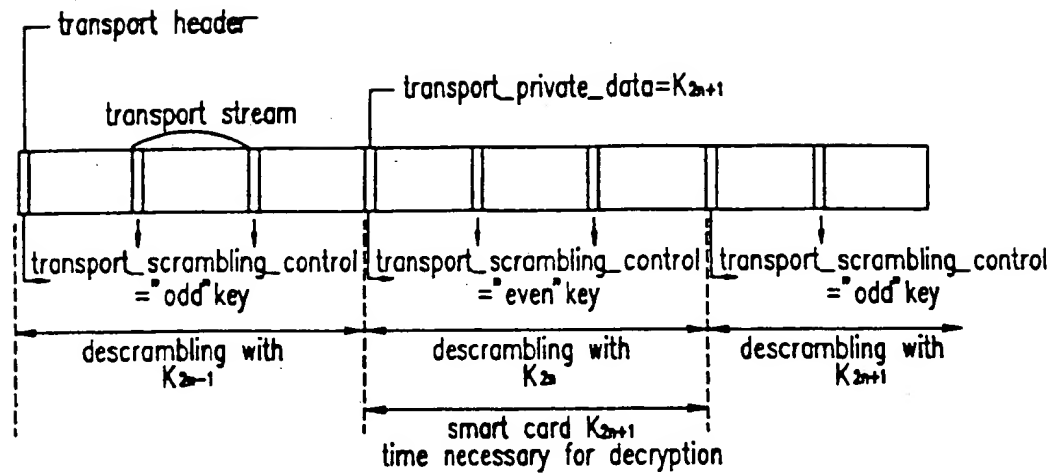 transport header
transport_private_data=K2n+1
transport stream
transport_scrambling_control
="odd"key
transport_scrambling_control
="even"key
transport_scrambling_control
="odd"key
descrambling with
K2n-1
descrambling with
K2n
descrambling with
K2n+1
smart card K2n+1
time necessary for decryption